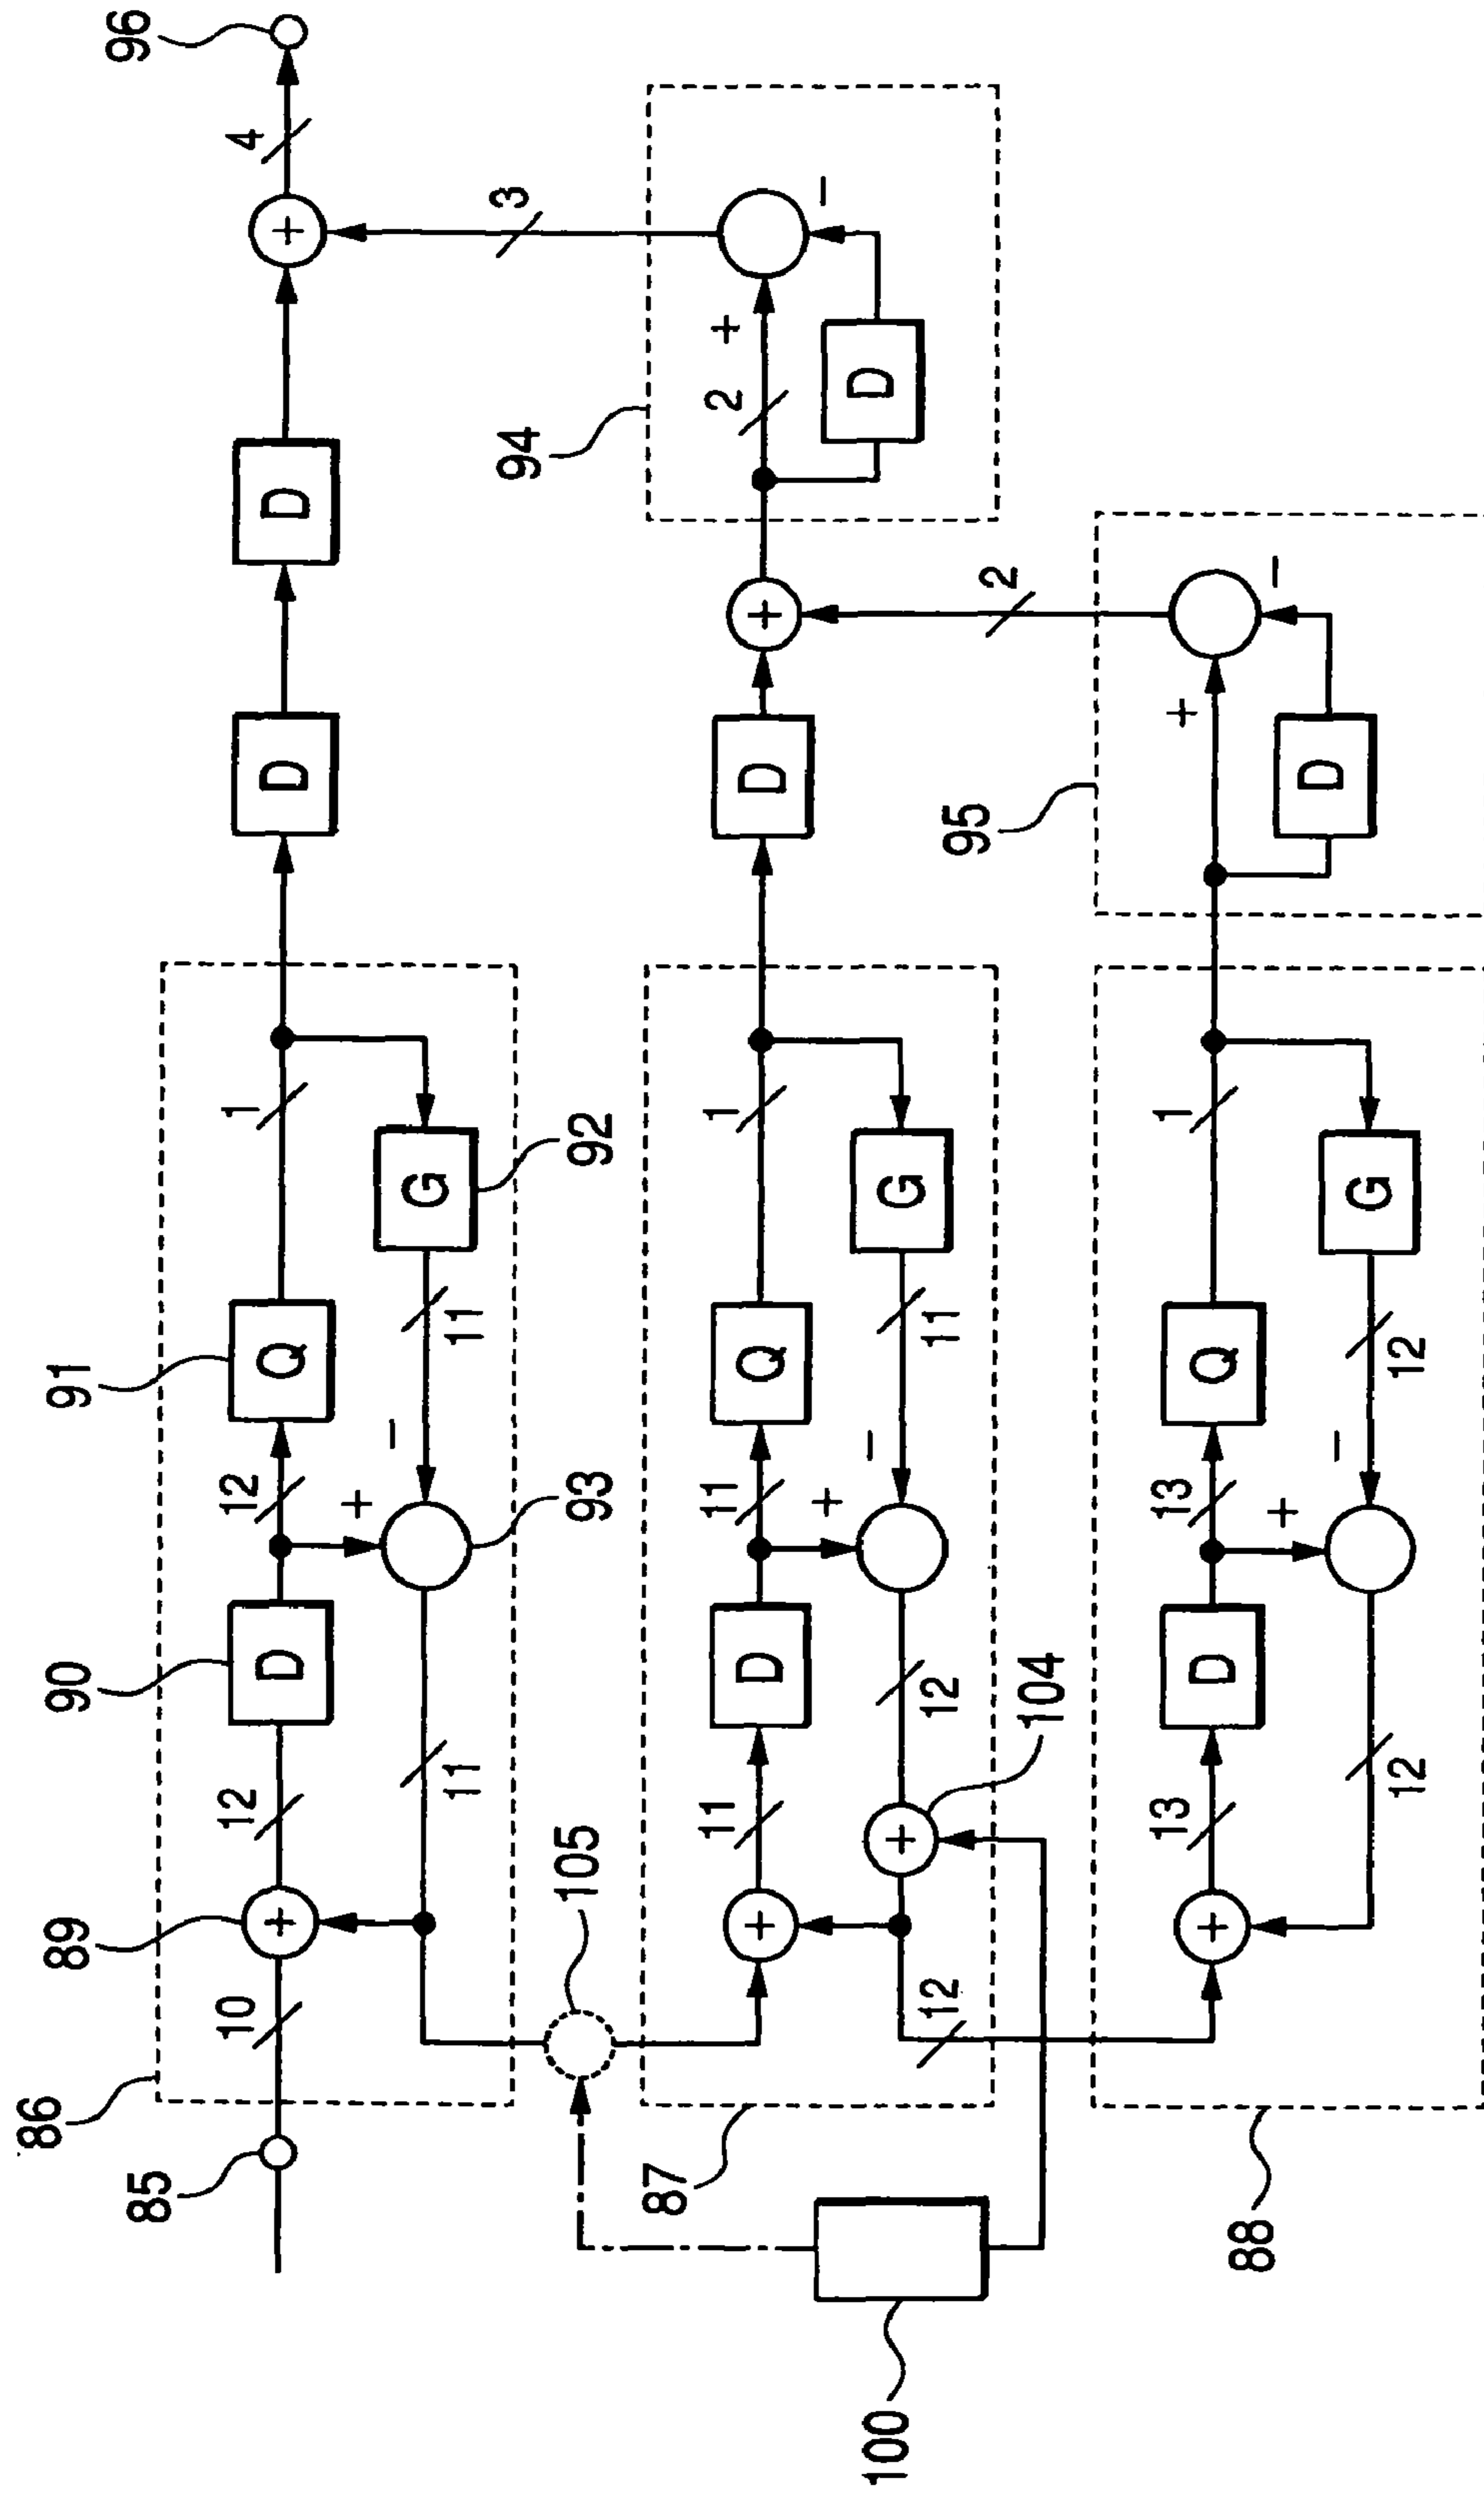 86
89 90 91
85 96
10 12 12 1 4
+ D Q D D +
+ −
G
11 11
94 3
105 93 92
87
11 11 1 2 +
+ D Q D +
+ − −
+ G D
100
12 12 11
95
2
104
13 13 1 +
+ D Q
88
+ − −
G D
12 12